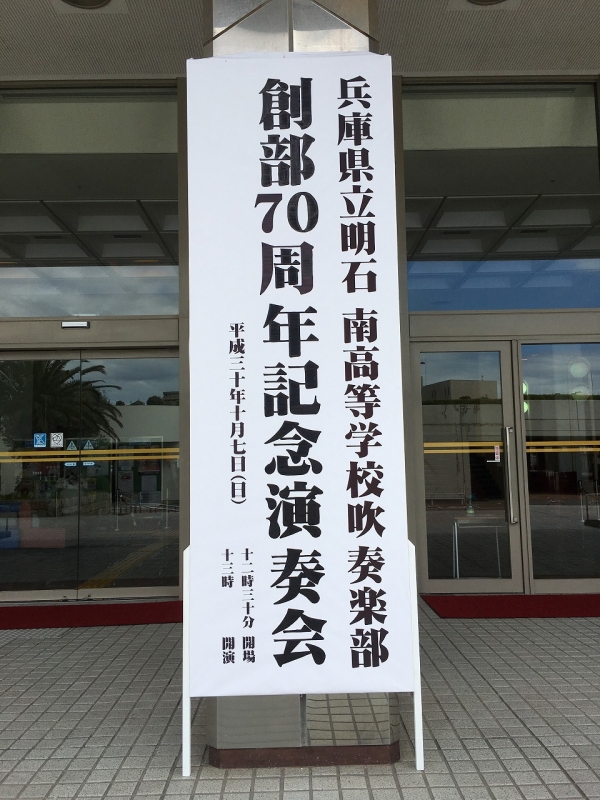 兵庫県立明石南高等学校吹奏楽部
創部70周年記念演奏会
平成三十年十月七日(日)
十二時三十分 開場
十三時 開演